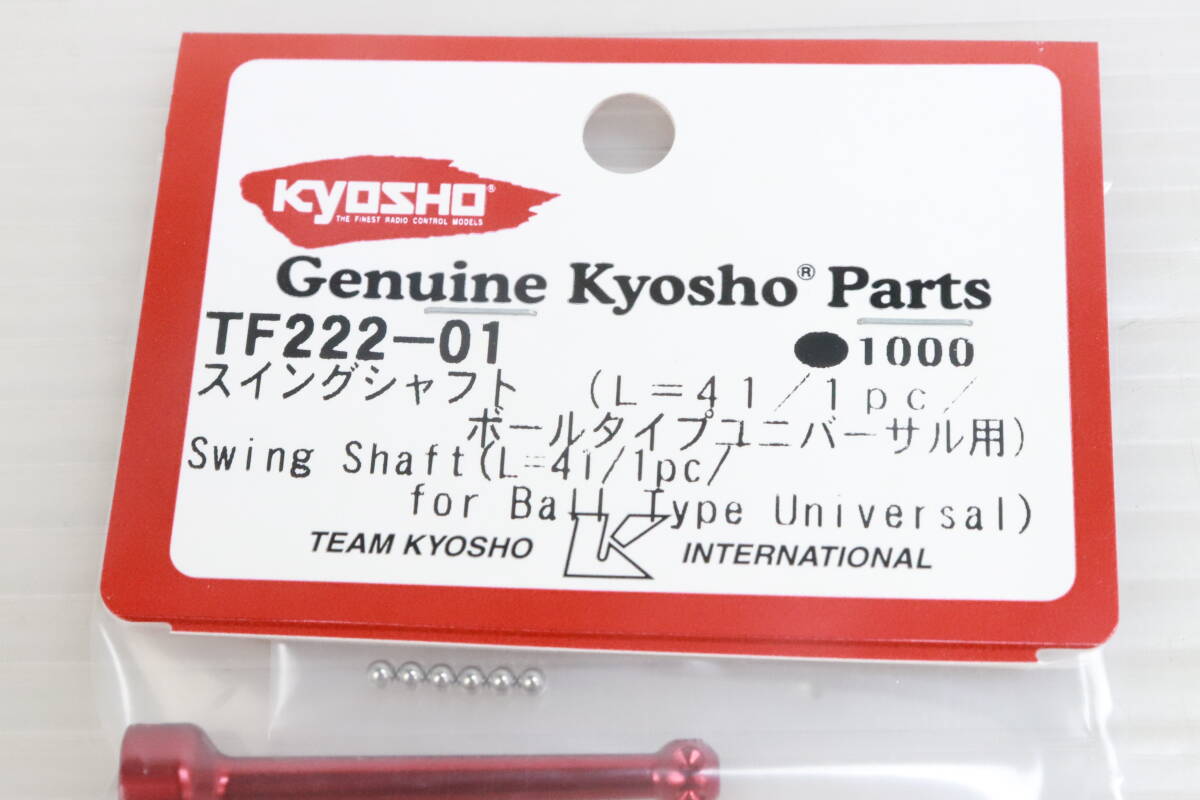 KYOSHO®
THE FINEST RADIO CONTROL MODELS
Genuine Kyosho® Parts
TF222-01 ●1000
スイングシャフト (L=41/1pc/
ボールタイプユニバーサル用)
Swing Shaft(L=41/1pc/
for Ball Type Universal)
TEAM KYOSHO K INTERNATIONAL